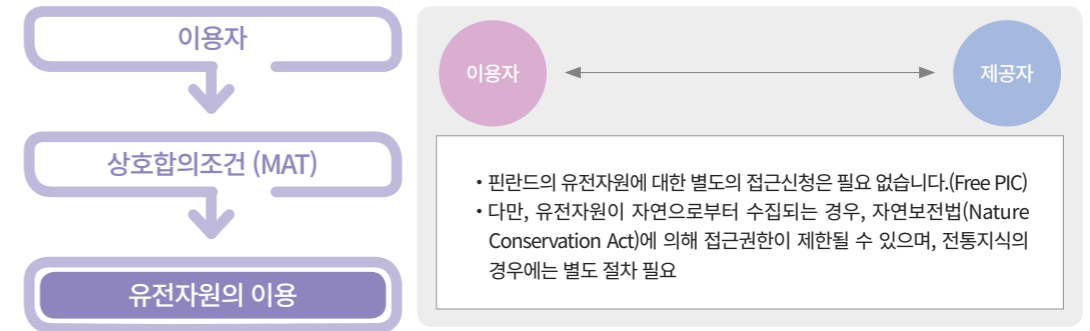 이용자
상호합의조건 (MAT)
유전자원의 이용
이용자
제공자
• 핀란드의 유전자원에 대한 별도의 접근신청은 필요 없습니다.(Free PIC)
• 다만, 유전자원이 자연으로부터 수집되는 경우, 자연보전법(Nature
Conservation Act)에 의해 접근권한이 제한될 수 있으며, 전통지식의
경우에는 별도 절차 필요